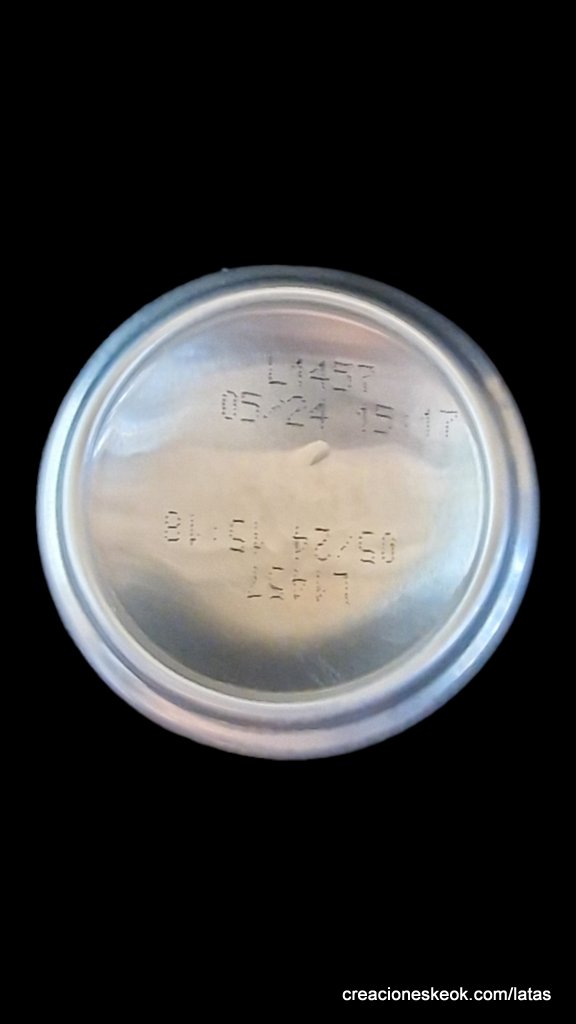 L1457
05/24 15:17
05/24 15:18
L1457
creacioneskeok.com/latas